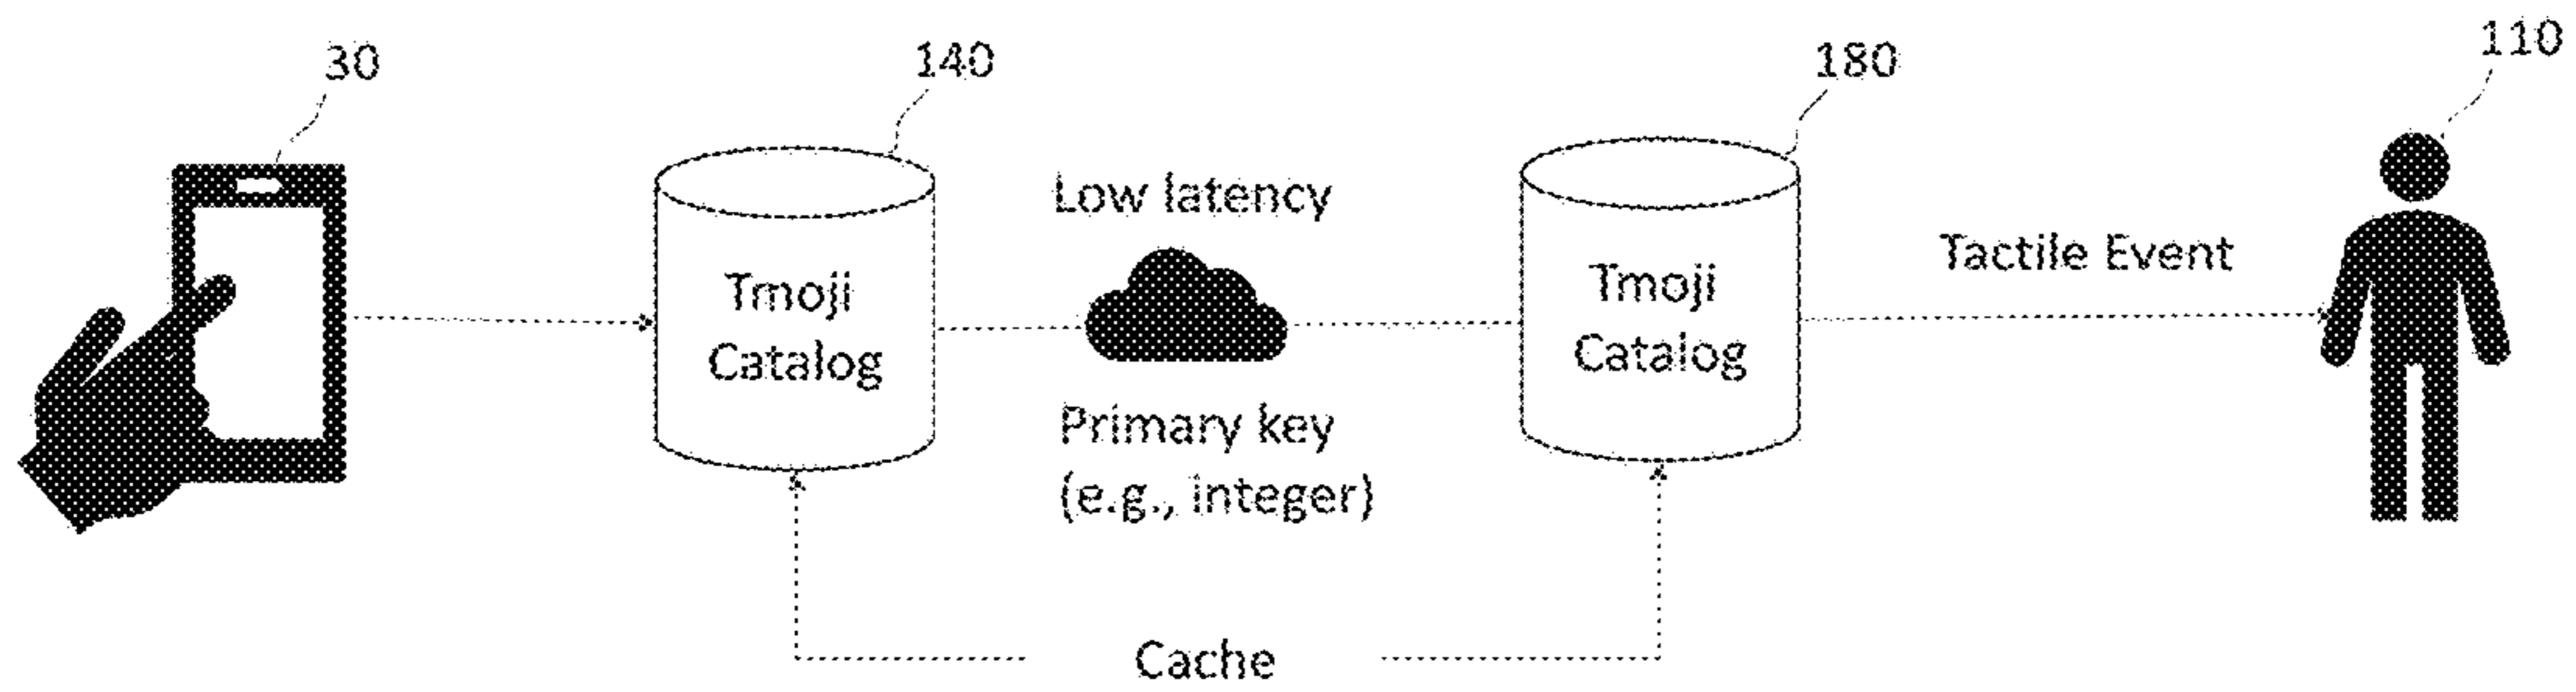 30
140
180
110
Low latency
Tactile Event
Tmoji
Catalog
Tmoji
Catalog
Primary key
(e.g., integer)
Cache